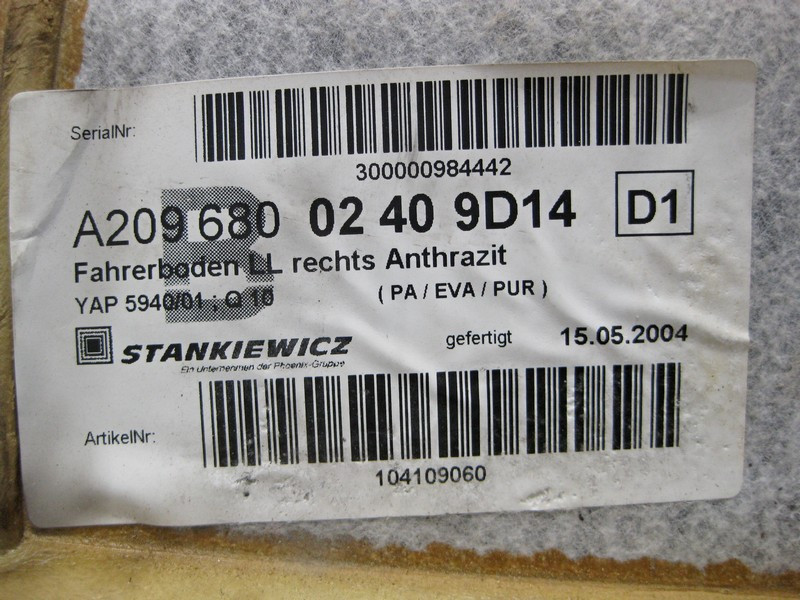 SerialNr:
300000984442
A209 680 02 40 9D14 D1
B
Fahrerboden LL rechts Anthrazit
YAP 5940/01 ; Q 10 ( PA / EVA / PUR )
STANKIEWICZ gefertigt 15.05.2004
Ein Unternehmen der Phoenix-Gruppe
ArtikelNr:
104109060